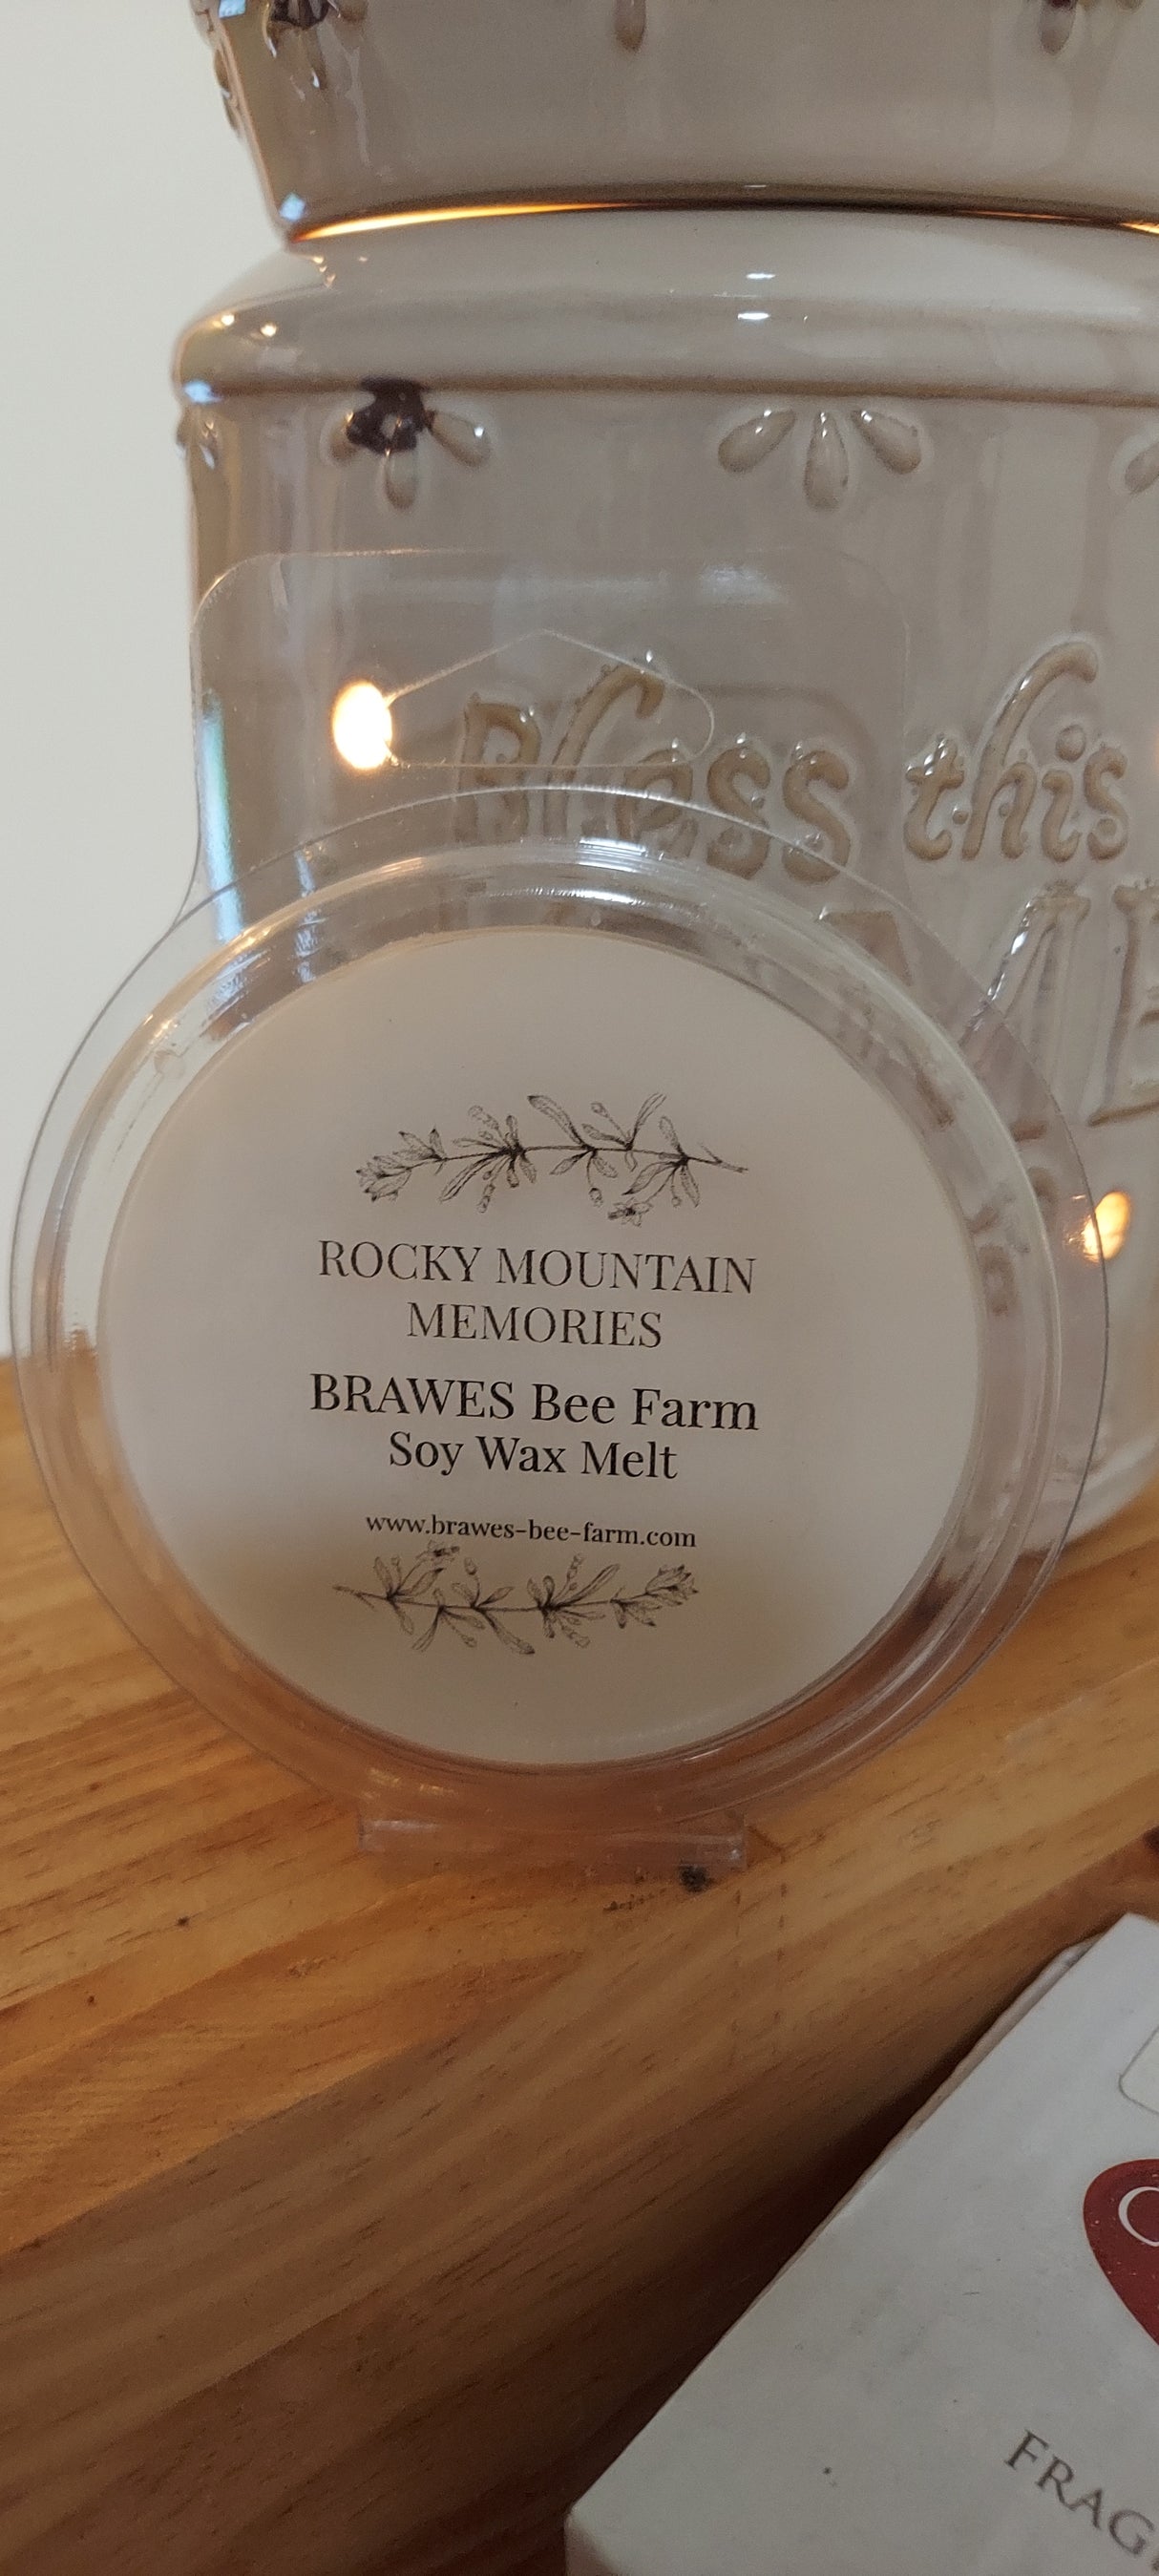 Bless this
ROCKY MOUNTAIN
MEMORIES
BRAWES Bee Farm
Soy Wax Melt
www.brawes-bee-farm.com